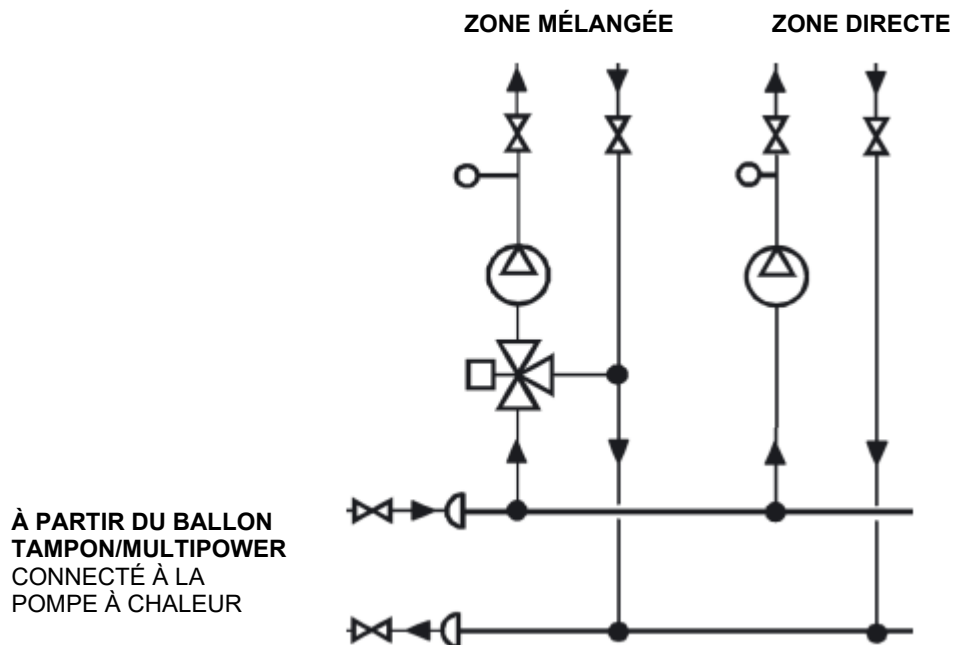 ZONE MÉLANGÉE
ZONE DIRECTE
À PARTIR DU BALLON
TAMPON/MULTIPOWER
CONNECTÉ À LA
POMPE À CHALEUR